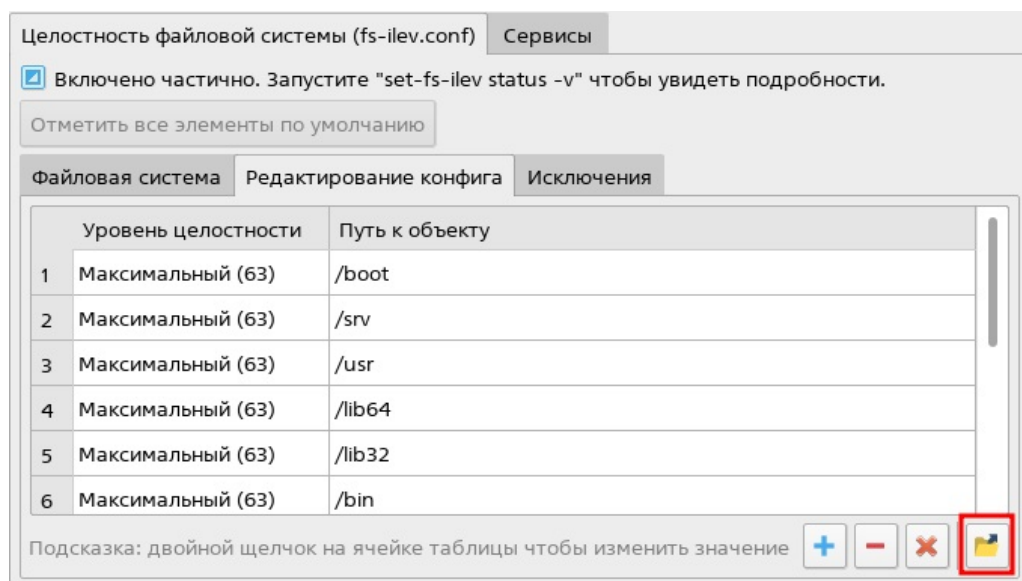 Целостность файловой системы (fs-ilev.conf) Сервисы
Включено частично. Запустите "set-fs-ilev status -v" чтобы увидеть подробности.
Отметить все элементы по умолчанию
Файловая система Редактирование конфига Исключения
Уровень целостности Путь к объекту
1 Максимальный (63) /boot
2 Максимальный (63) /srv
3 Максимальный (63) /usr
4 Максимальный (63) /lib64
5 Максимальный (63) /lib32
6 Максимальный (63) /bin
Подсказка: двойной щелчок на ячейке таблицы чтобы изменить значение